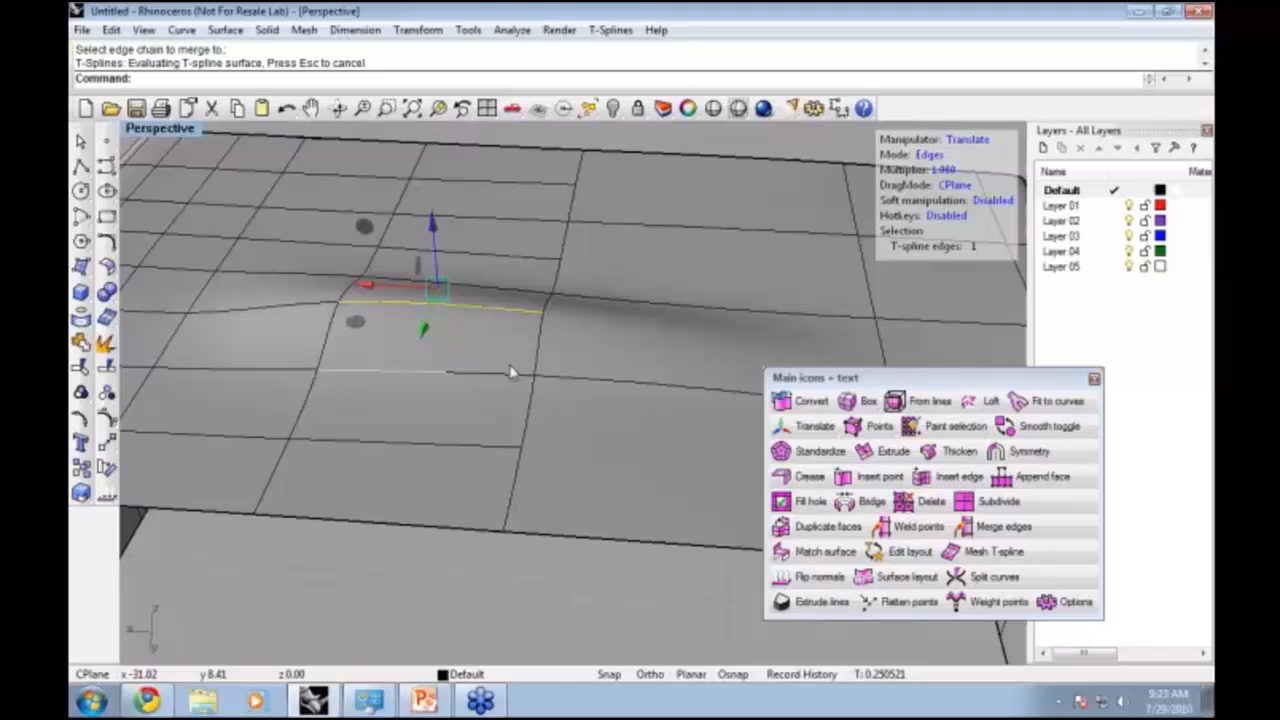 Untitled - Rhinoceros (Not For Resale Lab) - [Perspective]
File Edit View Curve Surface Solid Mesh Dimension Transform Tools Analyze Render T-Splines Help
Select edge chain to merge to.:
T-Splines: Evaluating T-spline surface, Press Esc to cancel
Command:
Perspective
Manipulator: Translate
Mode: Edges
Multiplier: 1.980
DragMode: CPlane
Soft manipulation: Disabled
Hotkeys: Disabled
Selection
T-spline edges: 1
Layers - All Layers
Name Mater
Default
Layer 01
Layer 02
Layer 03
Layer 04
Layer 05
Main icons + text
Convert Box From lines Loft Fit to curves
Translate Points Paint selection Smooth toggle
Standardize Extrude Thicken Symmetry
Crease Insert point Insert edge Append face
Fill hole Bridge Delete Subdivide
Duplicate faces Weld points Merge edges
Match surface Edit layout Mesh T-spline
Flip normals Surface layout Split curves
Extrude lines Flatten points Weight points Options
CPlane x -31.02 y 8.41 z 0.00 Default Snap Ortho Planar Osnap Record History T: 0.250521
9:23 AM
7/29/2010